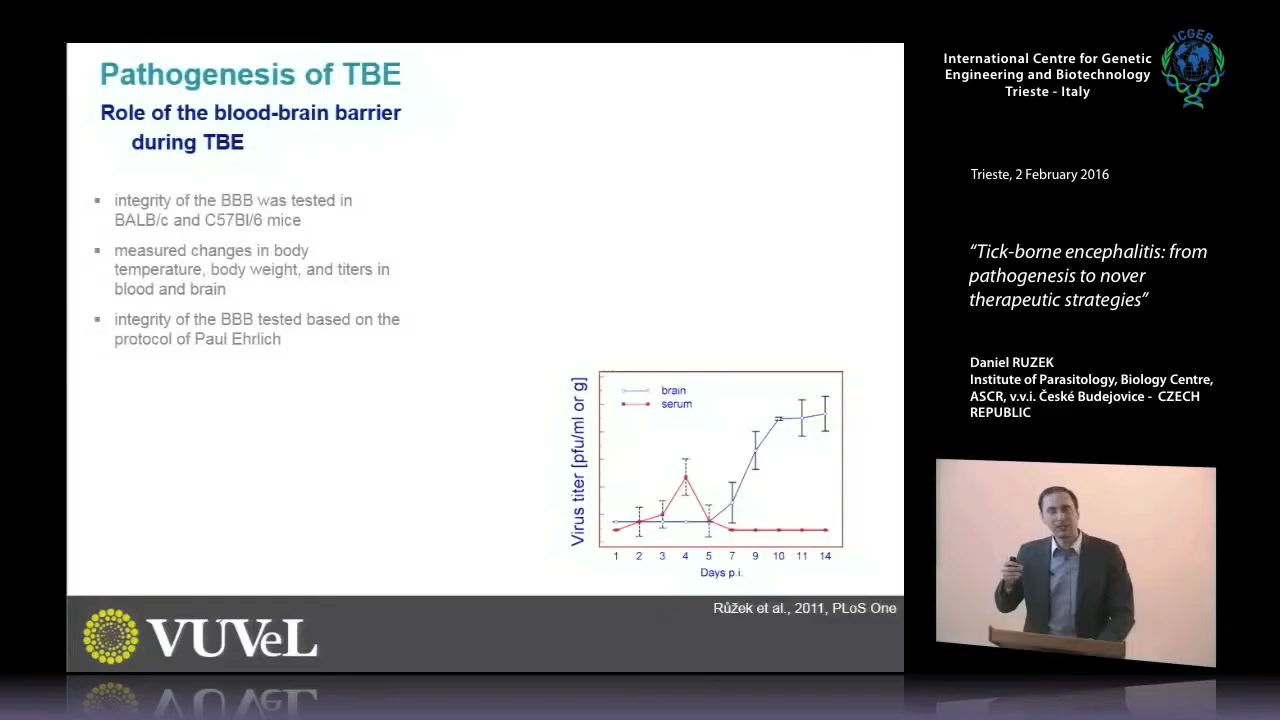 Pathogenesis of TBE
Role of the blood-brain barrier
during TBE
integrity of the BBB was tested in
BALB/c and C57Bl/6 mice
measured changes in body
temperature, body weight, and titers in
blood and brain
integrity of the BBB tested based on the
protocol of Paul Ehrlich
Virus titer [pfu/ml or g]
brain
serum
1 2 3 4 5 7 9 10 11 14
Days p.i.
Růžek et al., 2011, PLoS One
VUVeL
International Centre for Genetic
Engineering and Biotechnology
Trieste - Italy
ICGEB
Trieste, 2 February 2016
“Tick-borne encephalitis: from
pathogenesis to nover
therapeutic strategies”
Daniel RUZEK
Institute of Parasitology, Biology Centre,
ASCR, v.v.i. České Budejovice - CZECH
REPUBLIC